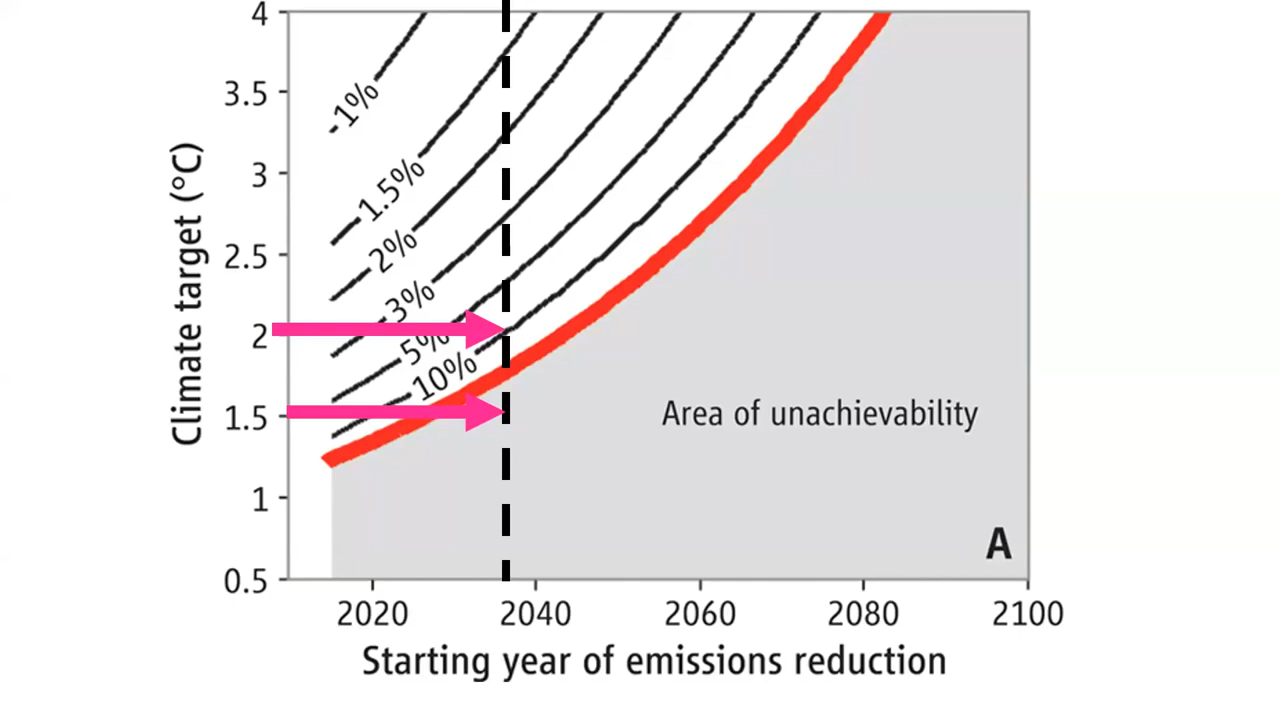 4
3.5
3
2.5
2
1.5
1
0.5
Climate target (°C)
-1%
1.5%
2%
3%
5%
10%
Area of unachievability
A
2020 2040 2060 2080 2100
Starting year of emissions reduction